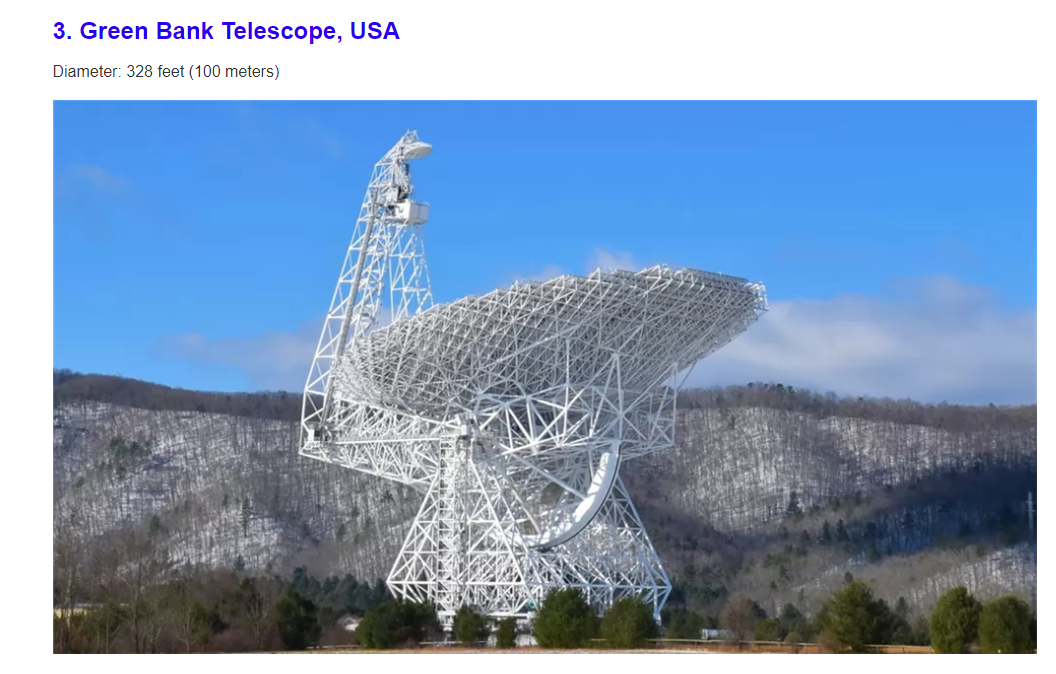 3. Green Bank Telescope, USA
Diameter: 328 feet (100 meters)